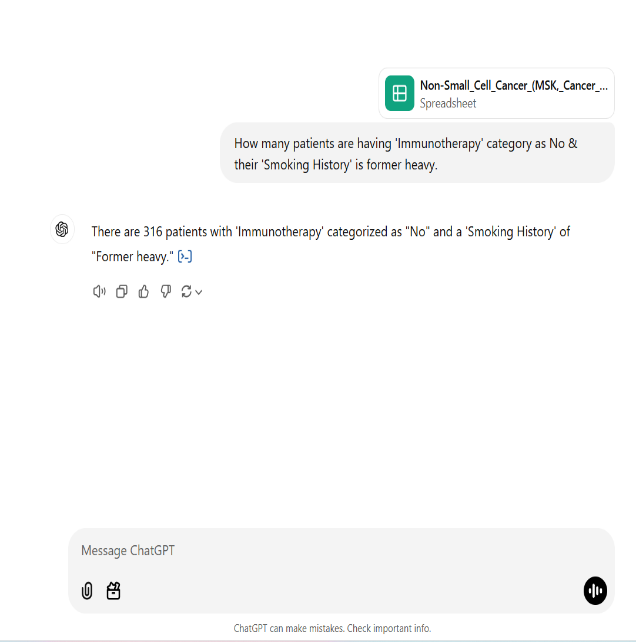 Non-Small_Cell_Cancer_(MSK,_Cancer_...
Spreadsheet
How many patients are having 'Immunotherapy' category as No &
their 'Smoking History' is former heavy.
There are 316 patients with 'Immunotherapy' categorized as "No" and a 'Smoking History' of
"Former heavy." [>-]
Message ChatGPT
ChatGPT can make mistakes. Check important info.